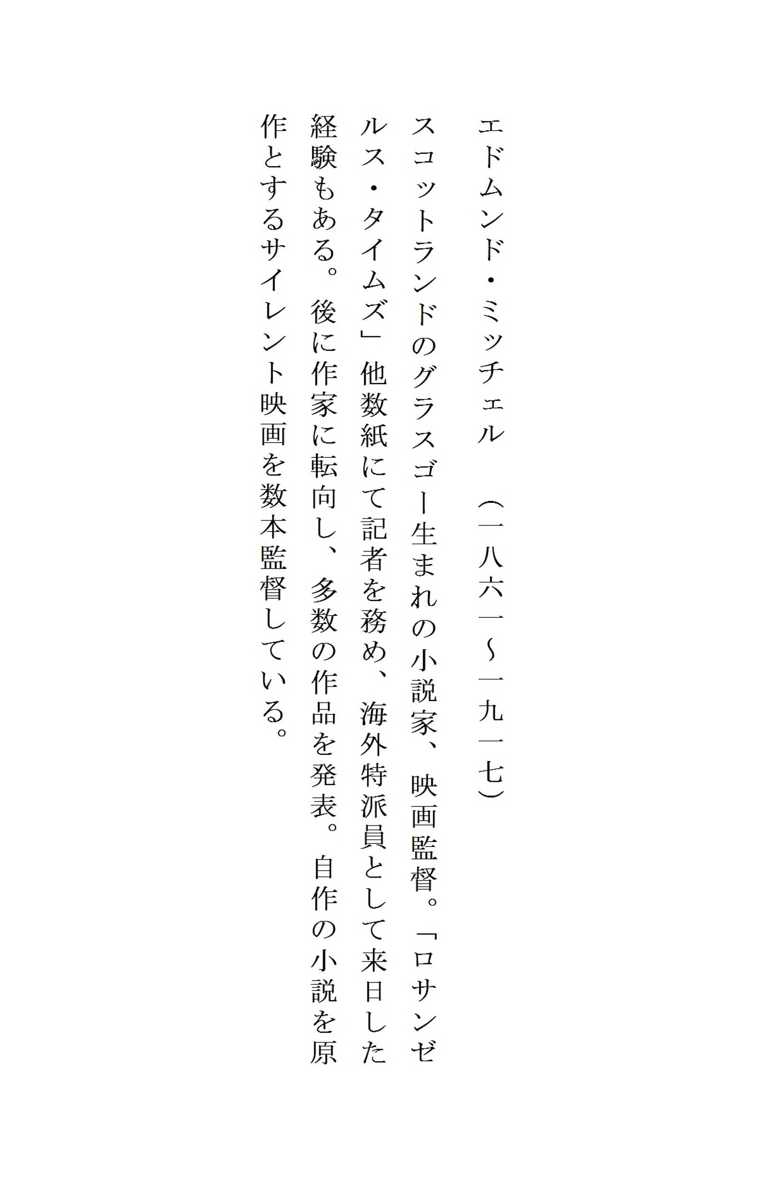 エドムンド・ミッチェル　（一八六一～一九一七）
スコットランドのグラスゴー生まれの小説家、映画監督。「ロサンゼ
ルス・タイムズ」他数紙にて記者を務め、海外特派員として来日した
経験もある。後に作家に転向し、多数の作品を発表。自作の小説を原
作とするサイレント映画を数本監督している。